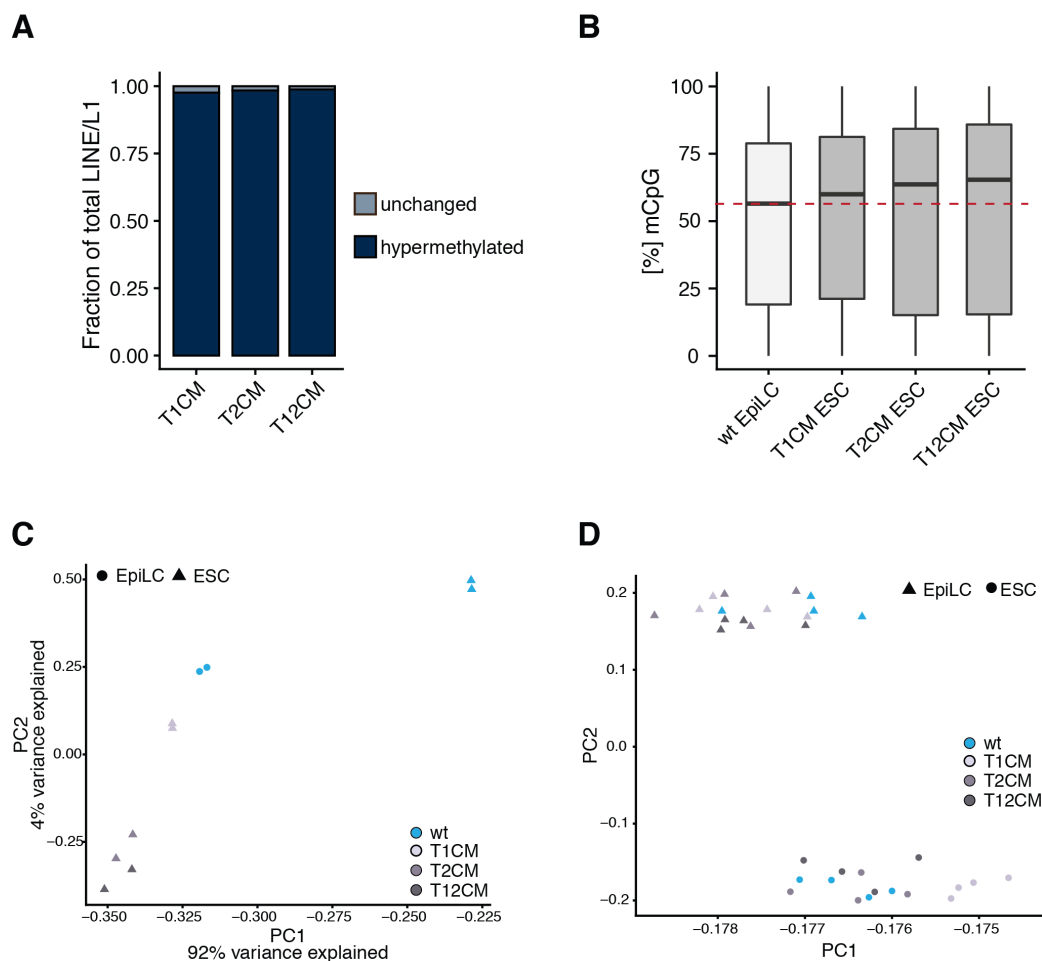 A
Fraction of total LINE/L1
1.00
0.75
0.50
0.25
0.00
T1CM
T2CM
T12CM
unchanged
hypermethylated
B
[%] mCpG
100
75
50
25
0
wt EpiLC
T1CM ESC
T2CM ESC
T12CM ESC
C
EpiLC
ESC
PC2
4% variance explained
0.50
0.25
0.00
−0.25
wt
T1CM
T2CM
T12CM
−0.350
−0.325
−0.300
−0.275
−0.250
−0.225
PC1
92% variance explained
D
EpiLC
ESC
PC2
0.2
0.1
0.0
−0.1
−0.2
wt
T1CM
T2CM
T12CM
−0.178
−0.177
−0.176
−0.175
PC1